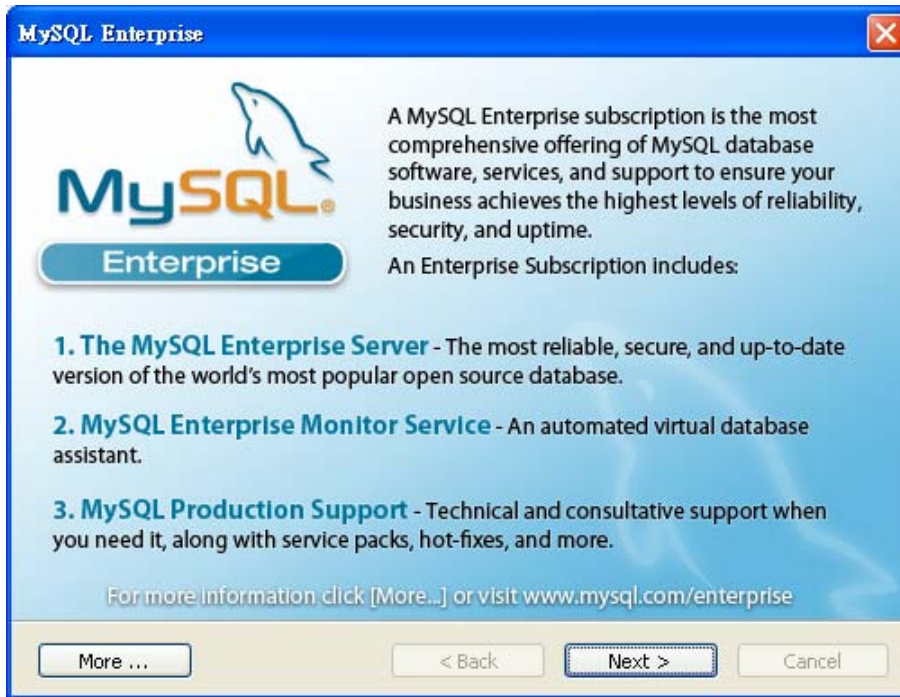 MySQL Enterprise
MySQL®
Enterprise
A MySQL Enterprise subscription is the most
comprehensive offering of MySQL database
software, services, and support to ensure your
business achieves the highest levels of reliability,
security, and uptime.
An Enterprise Subscription includes:
1. The MySQL Enterprise Server - The most reliable, secure, and up-to-date
version of the world's most popular open source database.
2. MySQL Enterprise Monitor Service - An automated virtual database
assistant.
3. MySQL Production Support - Technical and consultative support when
you need it, along with service packs, hot-fixes, and more.
For more information click [More...] or visit www.mysql.com/enterprise
More ...
< Back
Next >
Cancel